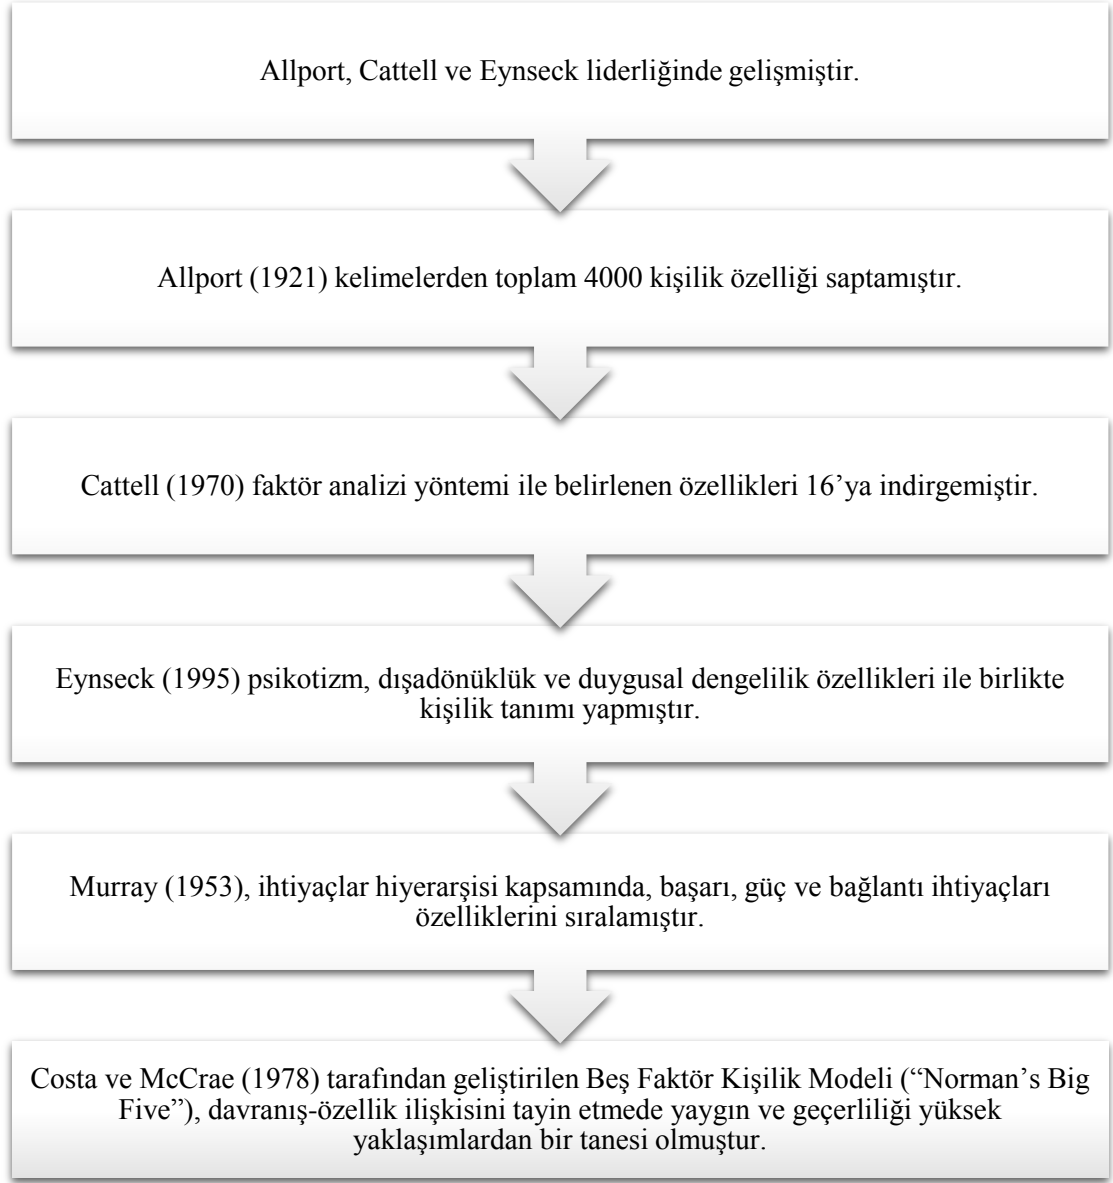 Allport, Cattell ve Eynseck liderliğinde gelişmiştir.
Allport (1921) kelimelerden toplam 4000 kişilik özelliği saptamıştır.
Cattell (1970) faktör analizi yöntemi ile belirlenen özellikleri 16’ya indirgemiştir.
Eynseck (1995) psikotizm, dışadönüklük ve duygusal dengelilik özellikleri ile birlikte
kişilik tanımı yapmıştır.
Murray (1953), ihtiyaçlar hiyerarşisi kapsamında, başarı, güç ve bağlantı ihtiyaçları
özelliklerini sıralamıştır.
Costa ve McCrae (1978) tarafından geliştirilen Beş Faktör Kişilik Modeli (“Norman’s Big
Five”), davranış-özellik ilişkisini tayin etmede yaygın ve geçerliliği yüksek
yaklaşımlardan bir tanesi olmuştur.